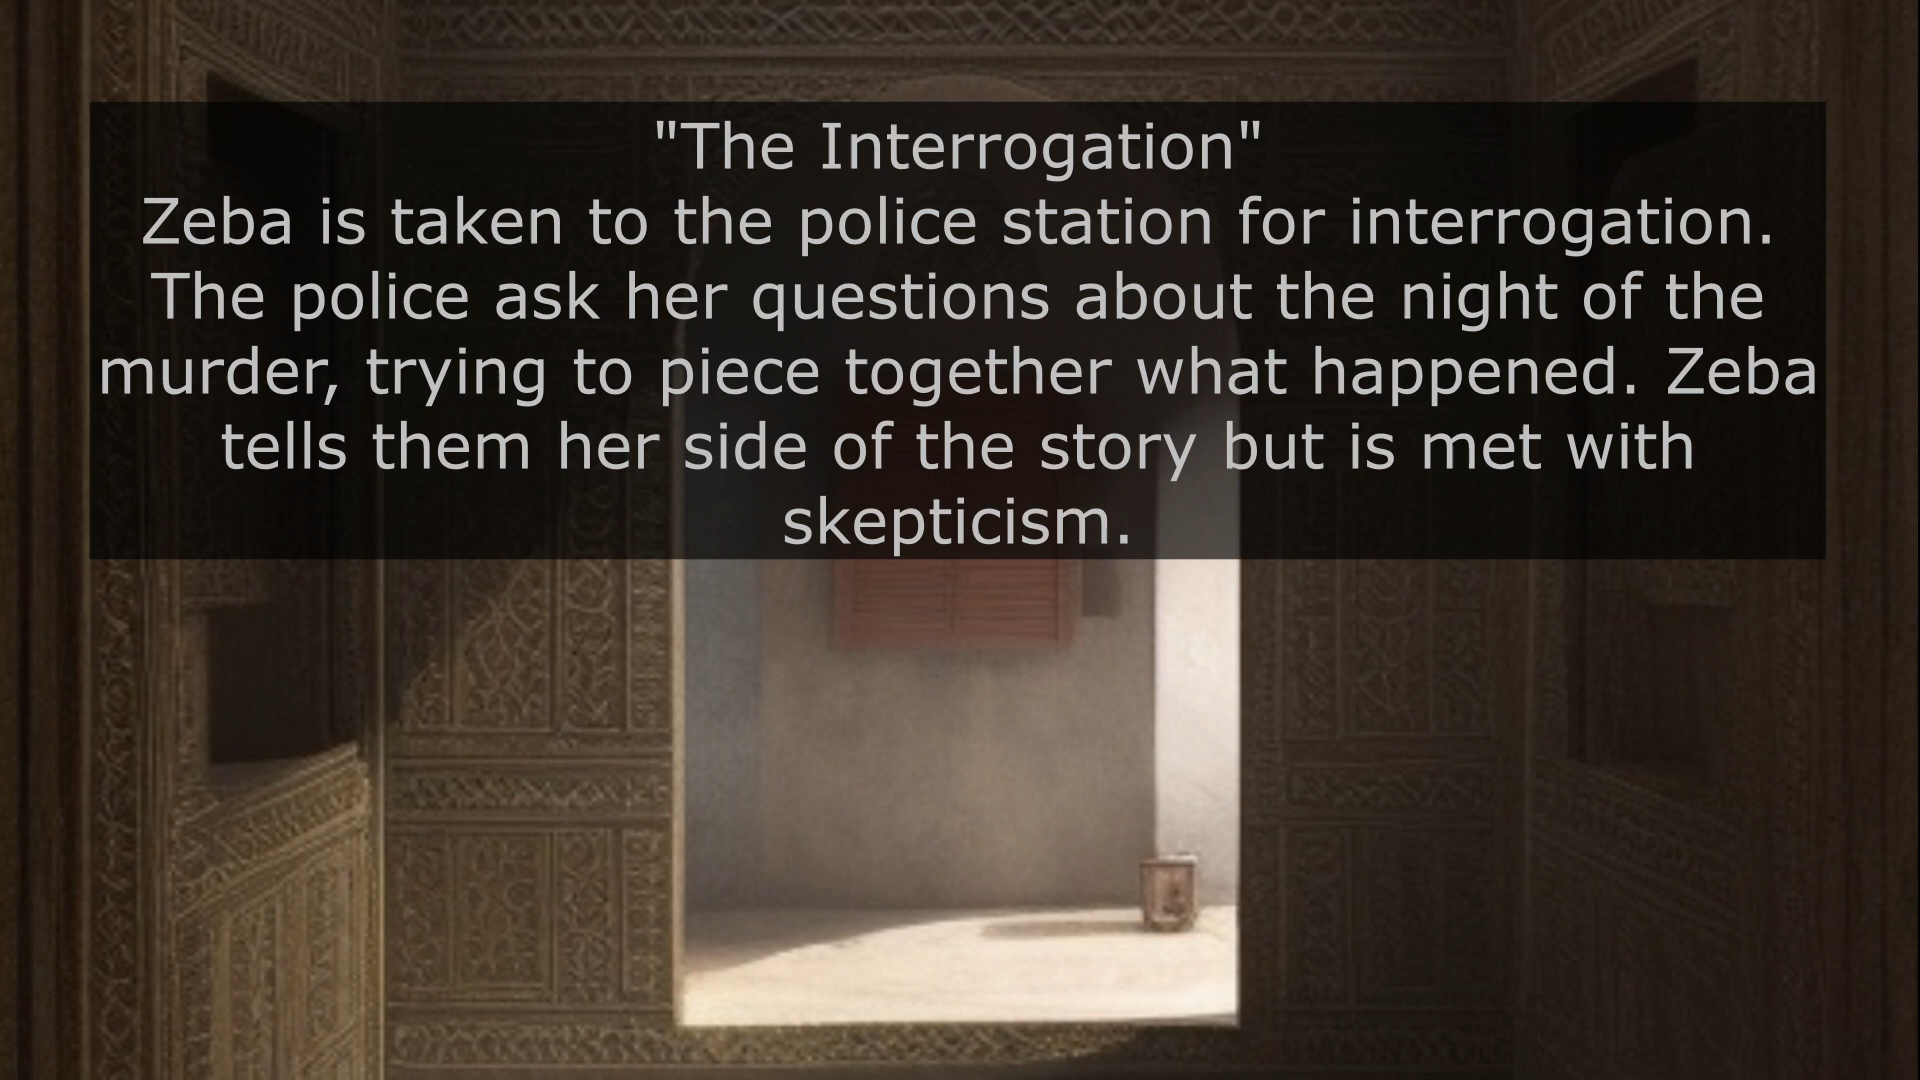 "The Interrogation"
Zeba is taken to the police station for interrogation.
The police ask her questions about the night of the
murder, trying to piece together what happened. Zeba
tells them her side of the story but is met with
skepticism.